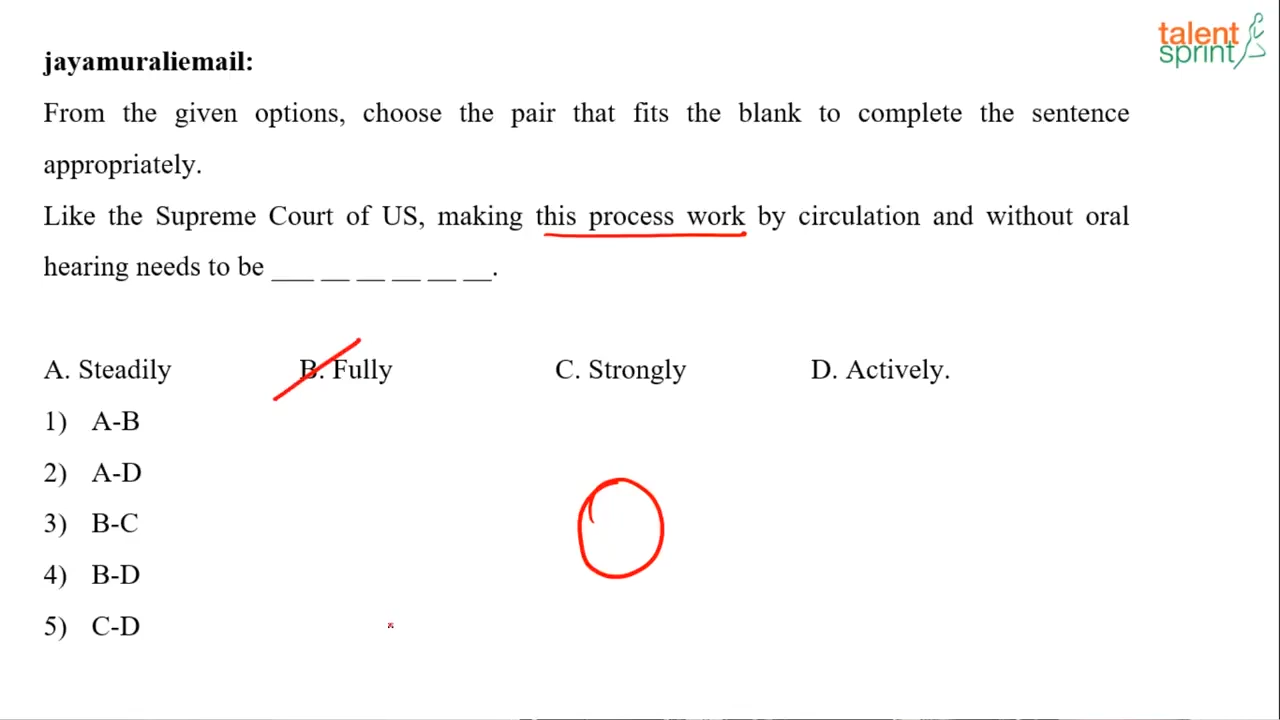 talent
sprint
jayamuraliemail:
From the given options, choose the pair that fits the blank to complete the sentence
appropriately.
Like the Supreme Court of US, making this process work by circulation and without oral
hearing needs to be ___ __ __ __ __ __.
A. Steadily B. Fully C. Strongly D. Actively.
1) A-B
2) A-D
3) B-C
4) B-D
5) C-D